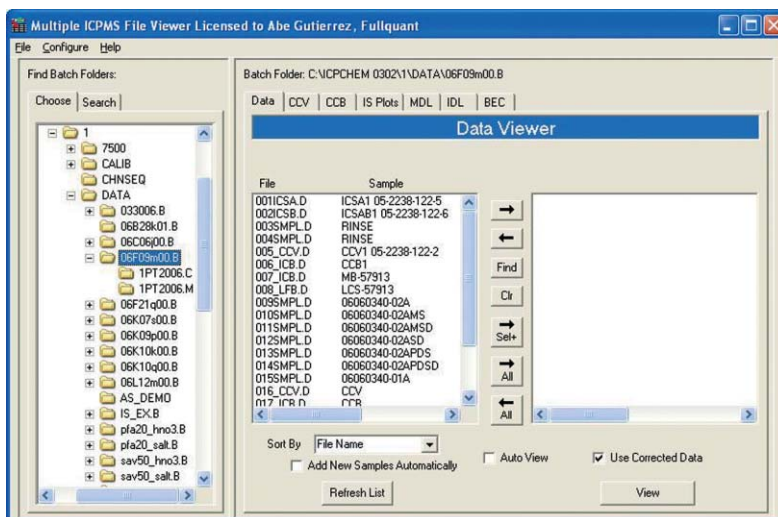 Multiple ICPMS File Viewer Licensed to Abe Gutierrez, Fullquant
File Configure Help
Find Batch Folders:
Choose Search
1
7500
CALIB
CHNSEQ
DATA
033006.B
06B28k01.B
06C06j00.B
06F09m00.B
1PT2006.C
1PT2006.M
06F21q00.B
06K07s00.B
06K09p00.B
06K10k00.B
06K10q00.B
06L12m00.B
AS_DEMO
IS_EX.B
pfa20_hno3.B
pfa20_salt.B
sav50_hno3.B
sav50_salt.B
Batch Folder: C:\ICPCHEM 0302\1\DATA\06F09m00.B
Data CCV CCB IS Plots MDL IDL BEC
Data Viewer
File Sample
001ICSA.D ICSA1 05-2238-122-5
002ICSB.D ICSAB1 05-2238-122-6
003SMPL.D RINSE
004SMPL.D RINSE
005_CCV.D CCV1 05-2238-122-2
006_ICB.D CCB1
007_ICB.D MB-57913
008_LFB.D LCS-57913
009SMPL.D 06060340-02A
010SMPL.D 06060340-02AMS
011SMPL.D 06060340-02AMSD
012SMPL.D 06060340-02ASD
013SMPL.D 06060340-02APDS
014SMPL.D 06060340-02APDSD
015SMPL.D 06060340-01A
016_CCV.D CCV
017_ICB.D CCB
Find
Clr
Sel+
All
All
Sort By File Name
Add New Samples Automatically
Auto View
Use Corrected Data
Refresh List
View